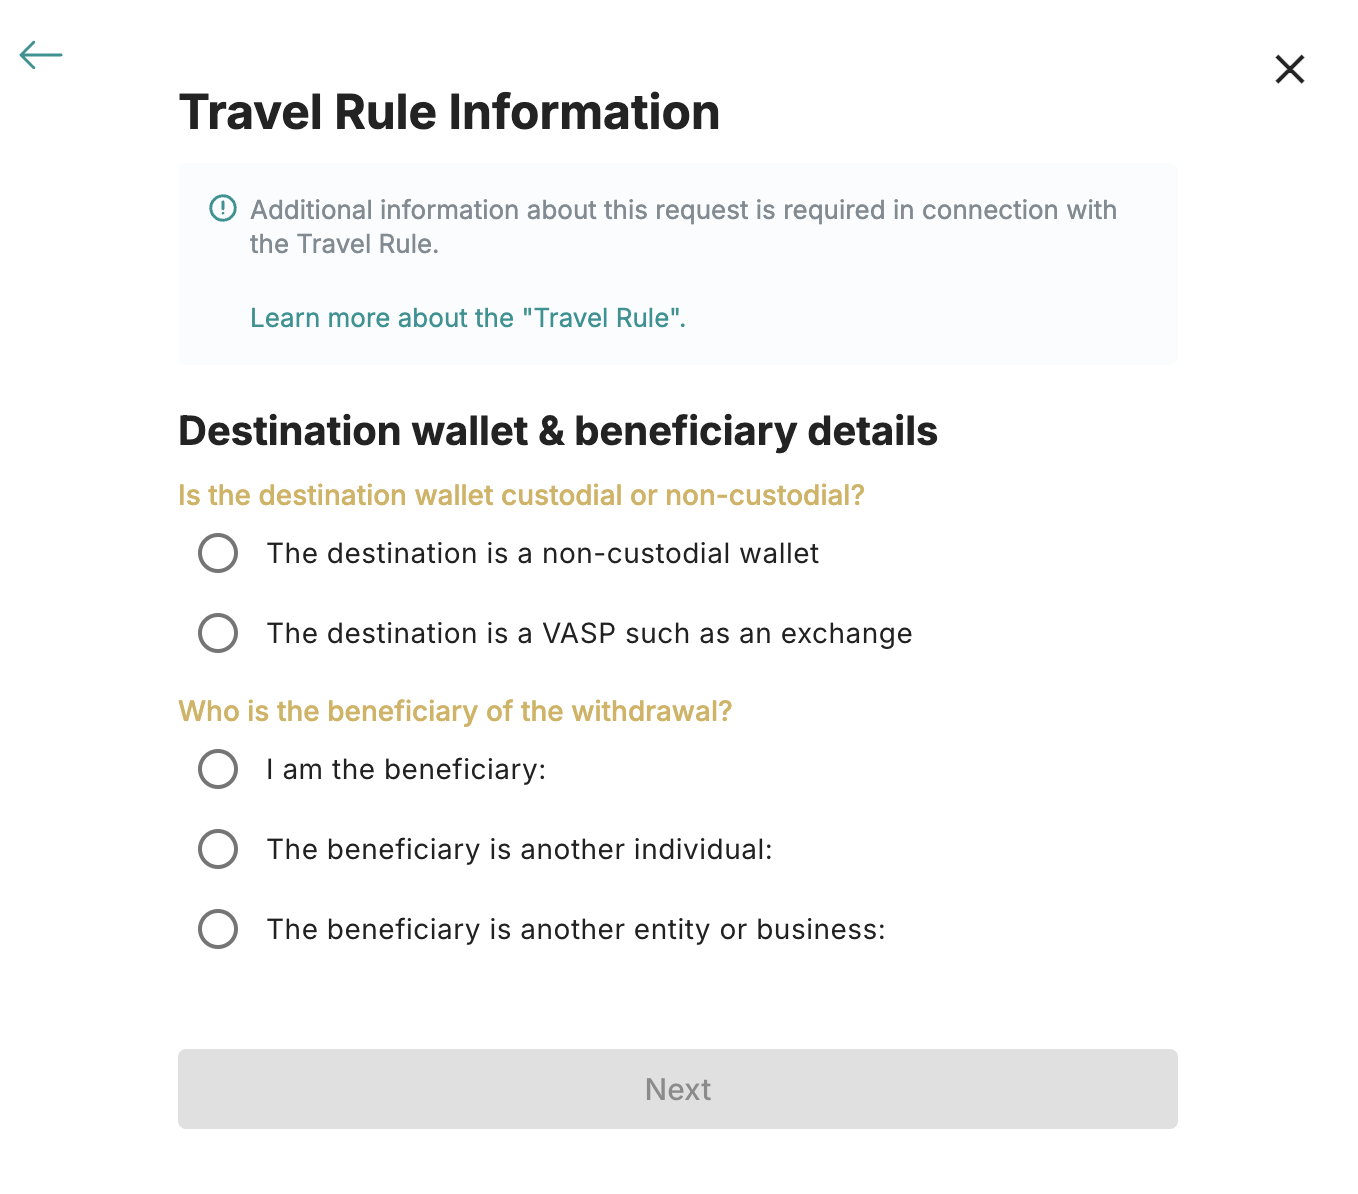 Travel Rule Information
Additional information about this request is required in connection with
the Travel Rule.
Learn more about the "Travel Rule".
Destination wallet & beneficiary details
Is the destination wallet custodial or non-custodial?
The destination is a non-custodial wallet
The destination is a VASP such as an exchange
Who is the beneficiary of the withdrawal?
I am the beneficiary:
The beneficiary is another individual:
The beneficiary is another entity or business:
Next